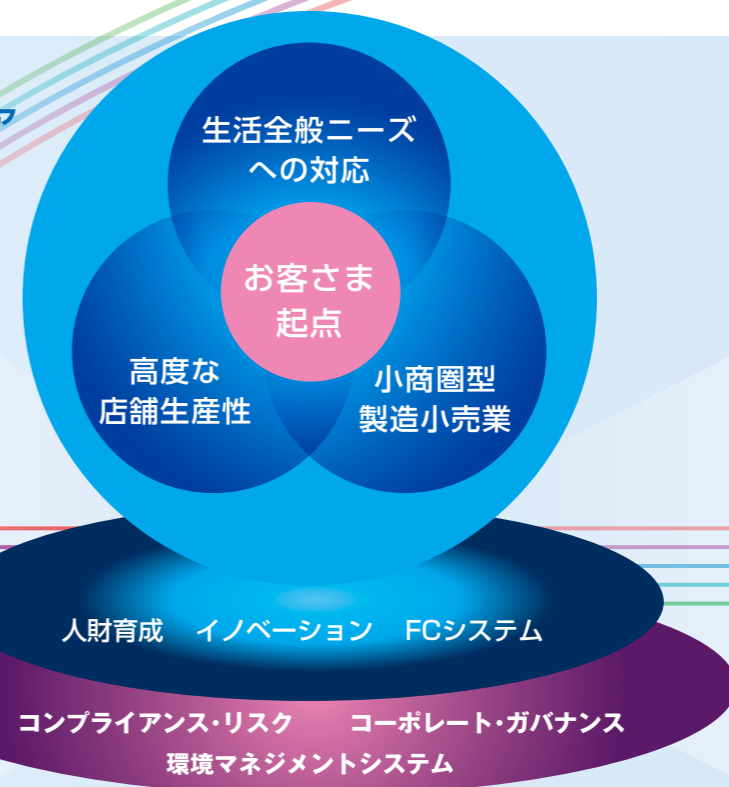 生活全般ニーズ
への対応
お客さま
起点
高度な
店舗生産性
小商圏型
製造小売業
人財育成 イノベーション FCシステム
コンプライアンス・リスク コーポレート・ガバナンス
環境マネジメントシステム